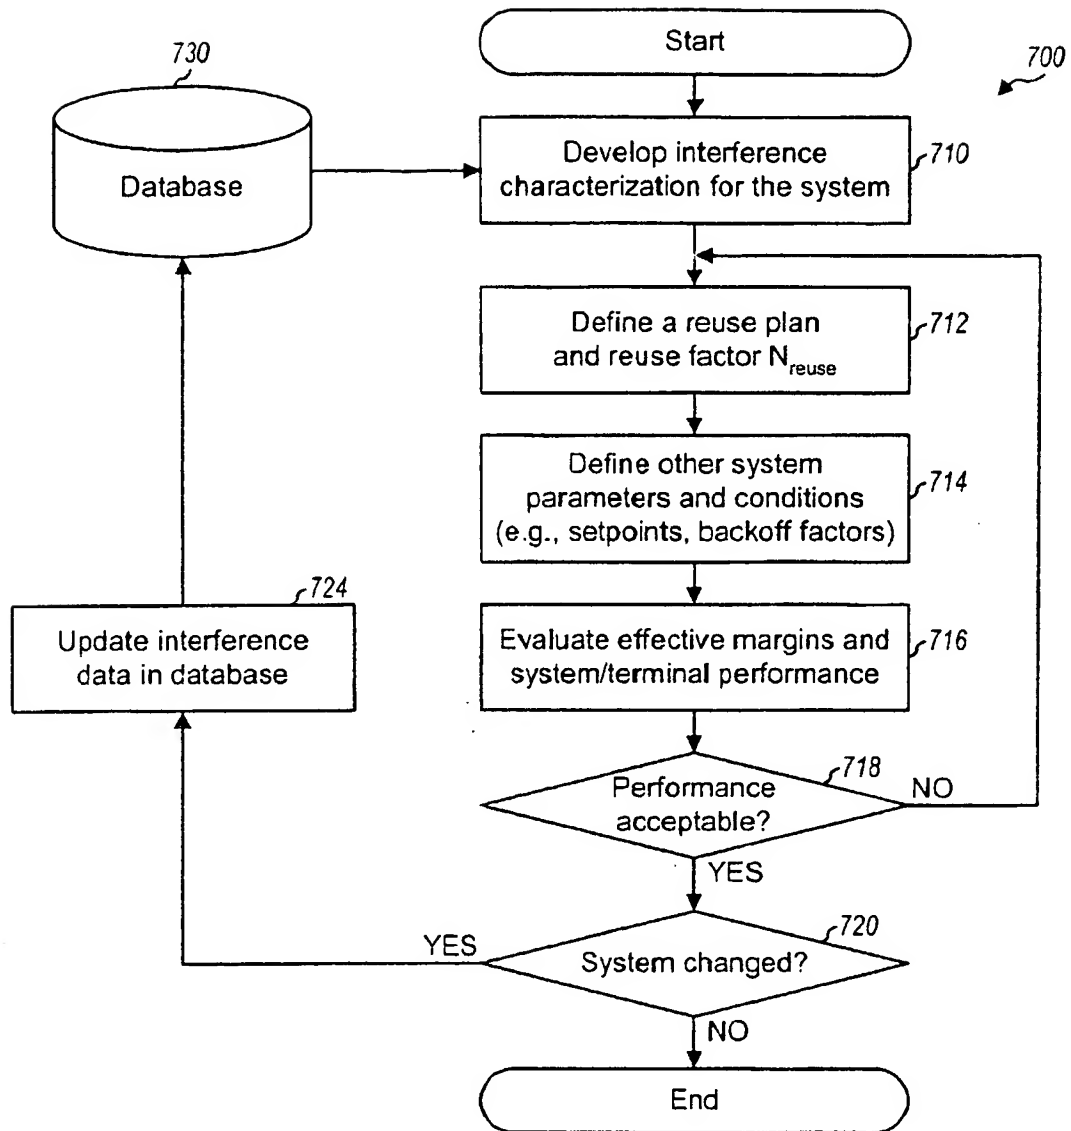 Start
700
730
Database
Develop interference
characterization for the system
710
Define a reuse plan
and reuse factor Nreuse
712
Define other system
parameters and conditions
(e.g., setpoints, backoff factors)
714
724
Update interference
data in database
Evaluate effective margins and
system/terminal performance
716
Performance
acceptable?
718
NO
YES
System changed?
720
YES
NO
End